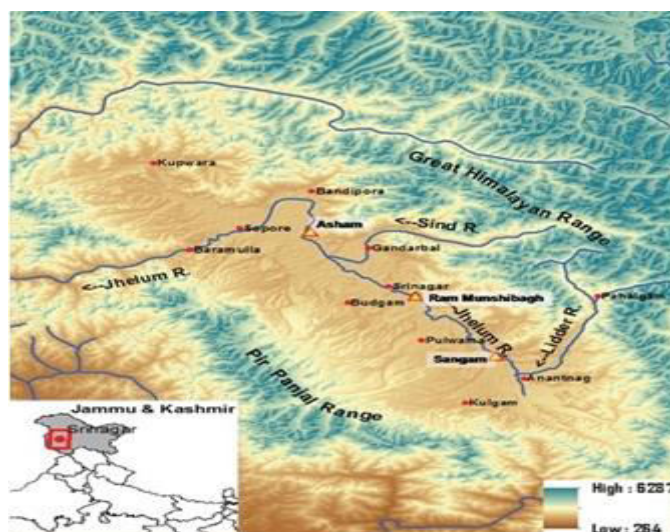 Kupwara
Great Himalayan Range
Bandipora
<--Sind R.
Sopore
Asham
Gandarbal
Baramulla
<--Jhelum R.
Srinagar
Pahalgam
Ram Munshibagh
Budgam
Jhelum R.
<--Lidder R.
Pulwama
Sangam
Anantnag
Pir Panjal Range
Kulgam
Jammu & Kashmir
Srinagar
High : 6287
Low : 264